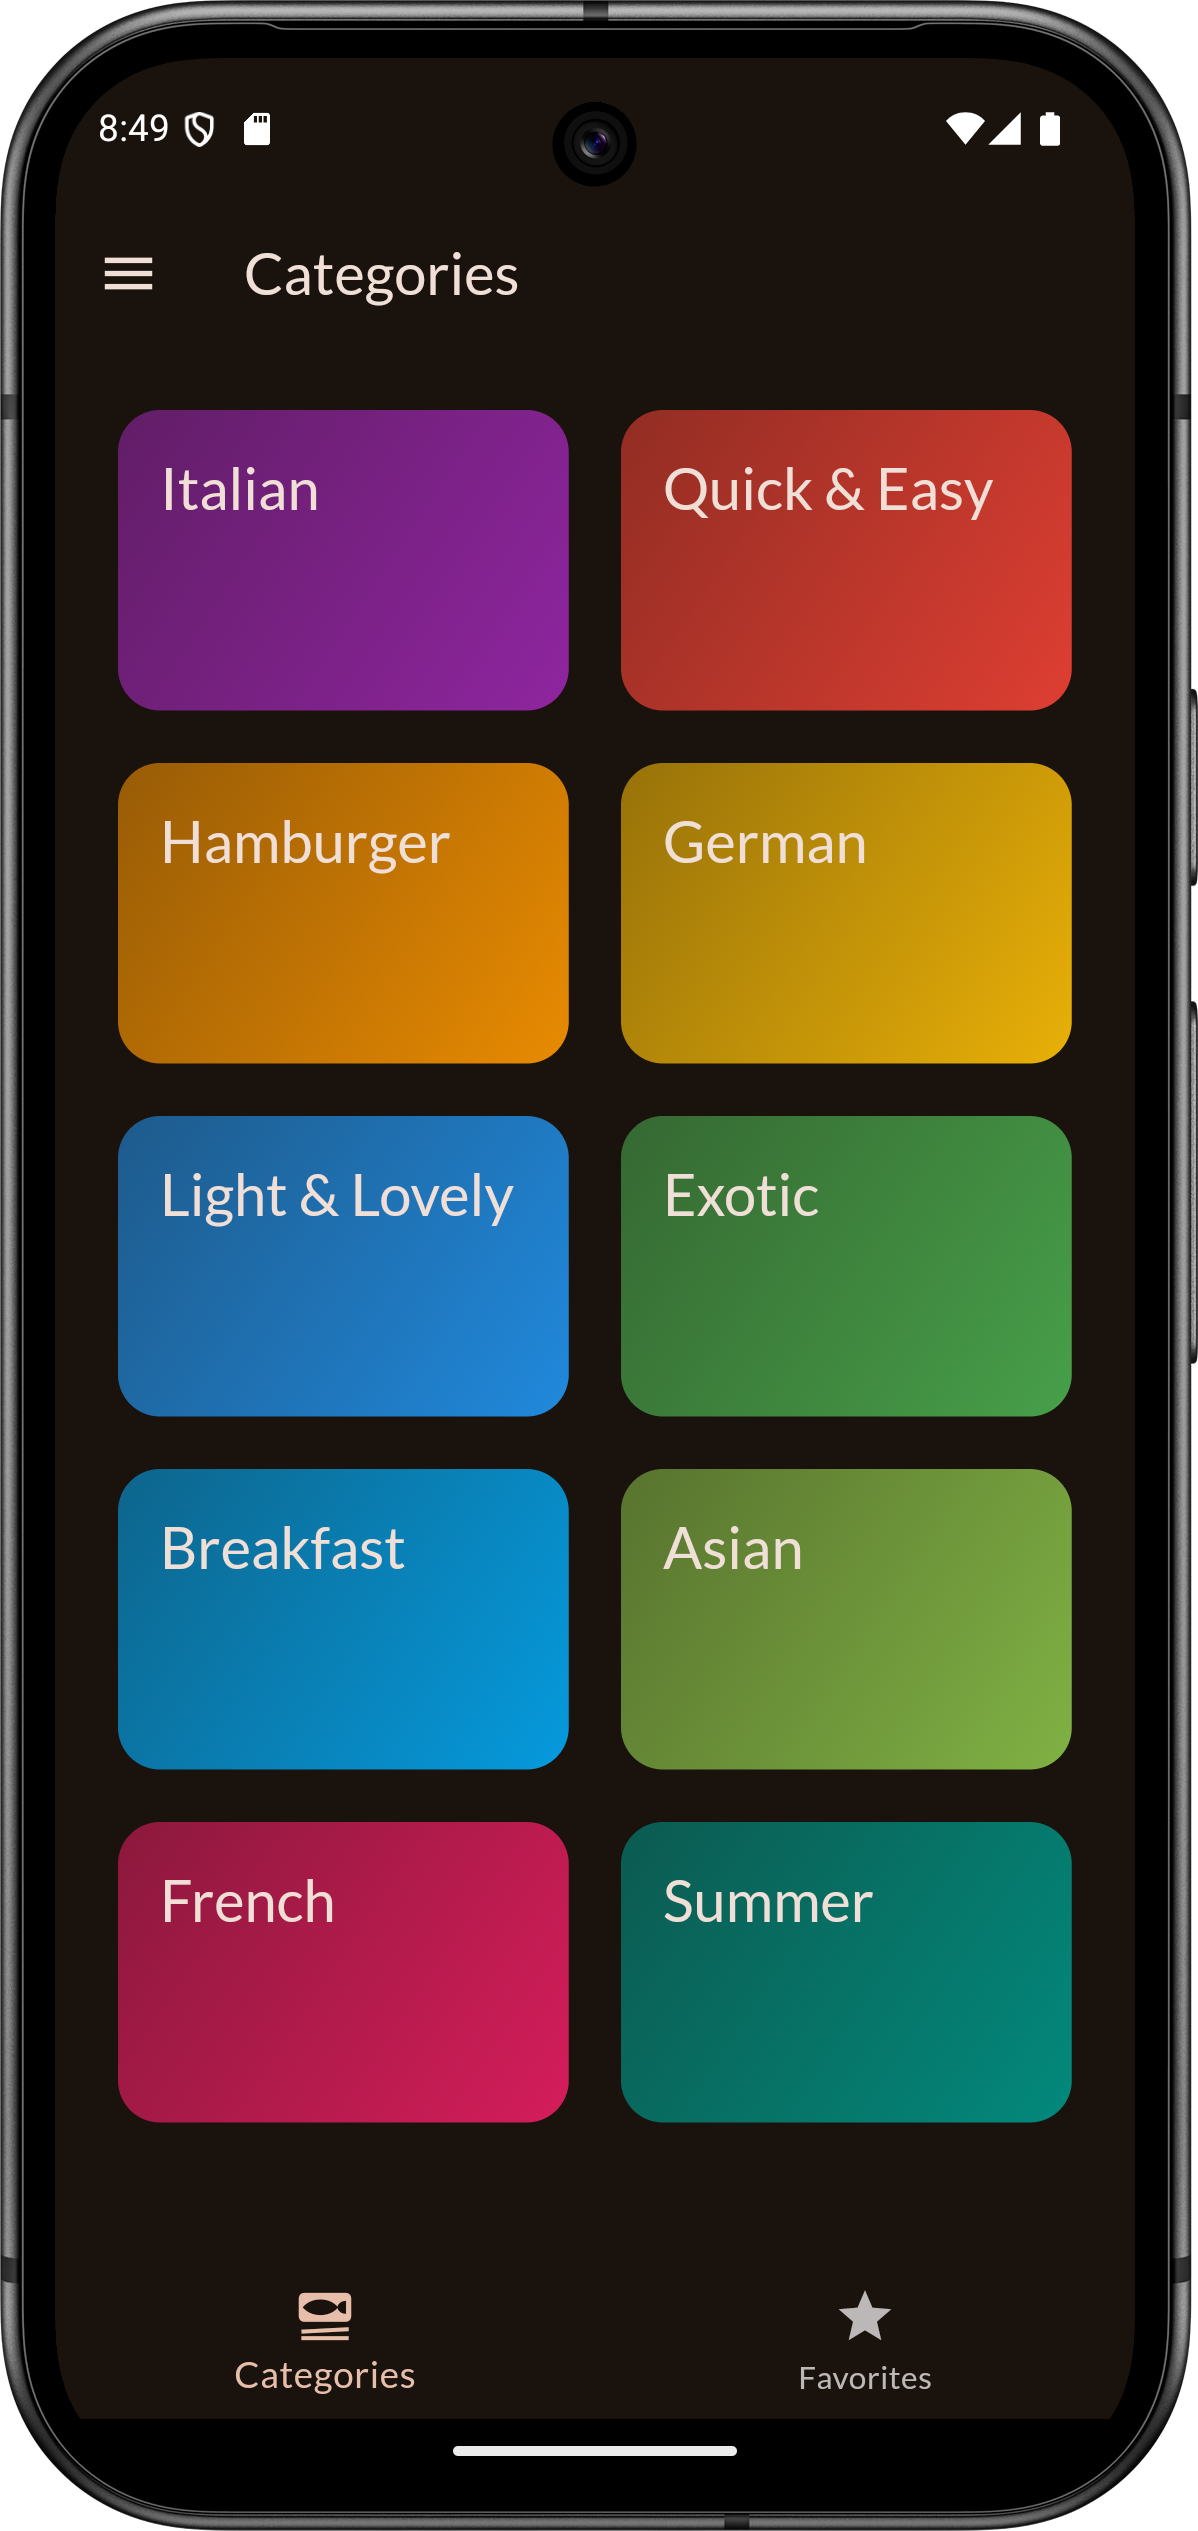 8:49
Categories
Italian
Quick & Easy
Hamburger
German
Light & Lovely
Exotic
Breakfast
Asian
French
Summer
Categories
Favorites